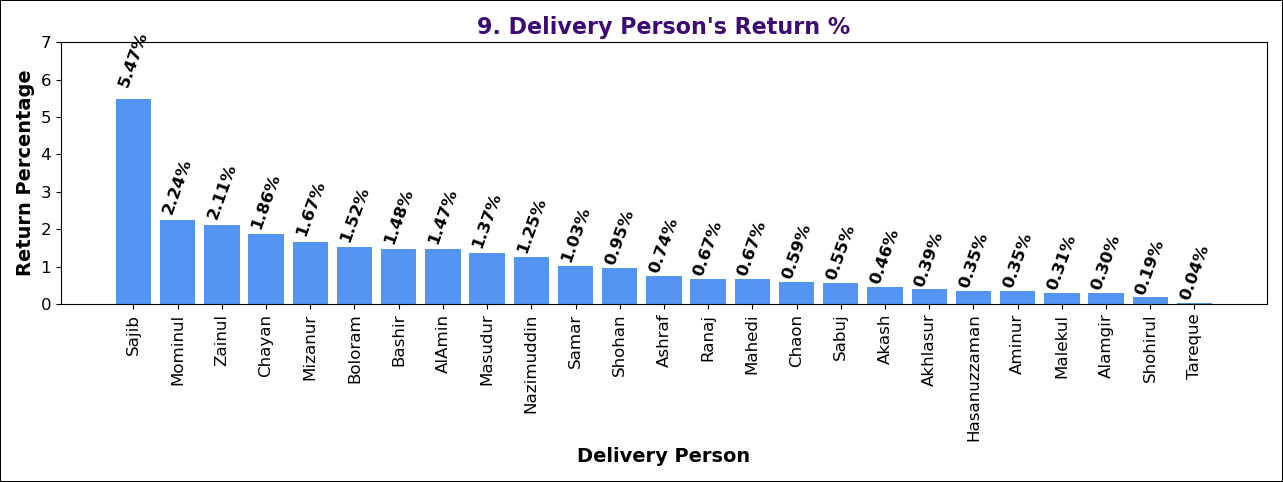 9. Delivery Person's Return %
Return Percentage
7
6
5
4
3
2
1
0
5.47%
2.24%
2.11%
1.86%
1.67%
1.52%
1.48%
1.47%
1.37%
1.25%
1.03%
0.95%
0.74%
0.67%
0.67%
0.59%
0.55%
0.46%
0.39%
0.35%
0.35%
0.31%
0.30%
0.19%
0.04%
Sajib
Mominul
Zainul
Chayan
Mizanur
Boloram
Bashir
AlAmin
Masudur
Nazimuddin
Samar
Shohan
Ashraf
Ranaj
Mahedi
Chaon
Sabuj
Akash
Akhlasur
Hasanuzzaman
Aminur
Malekul
Alamgir
Shohirul
Tareque
Delivery Person